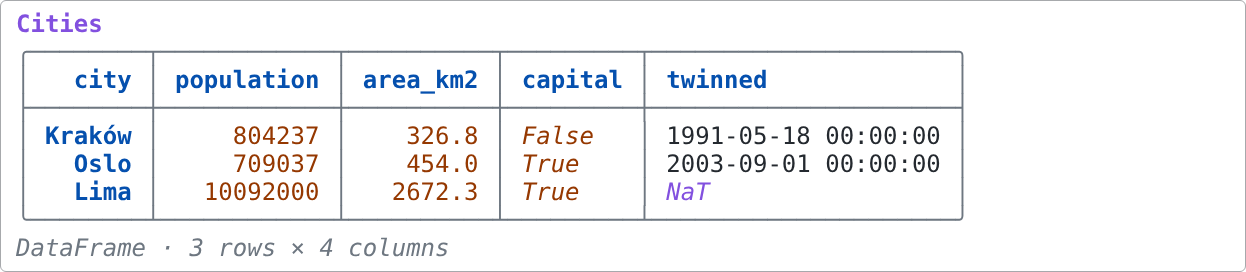 Cities
city population area_km2 capital twinned
Kraków 804237 326.8 False 1991-05-18 00:00:00
Oslo 709037 454.0 True 2003-09-01 00:00:00
Lima 10092000 2672.3 True NaT
DataFrame · 3 rows × 4 columns